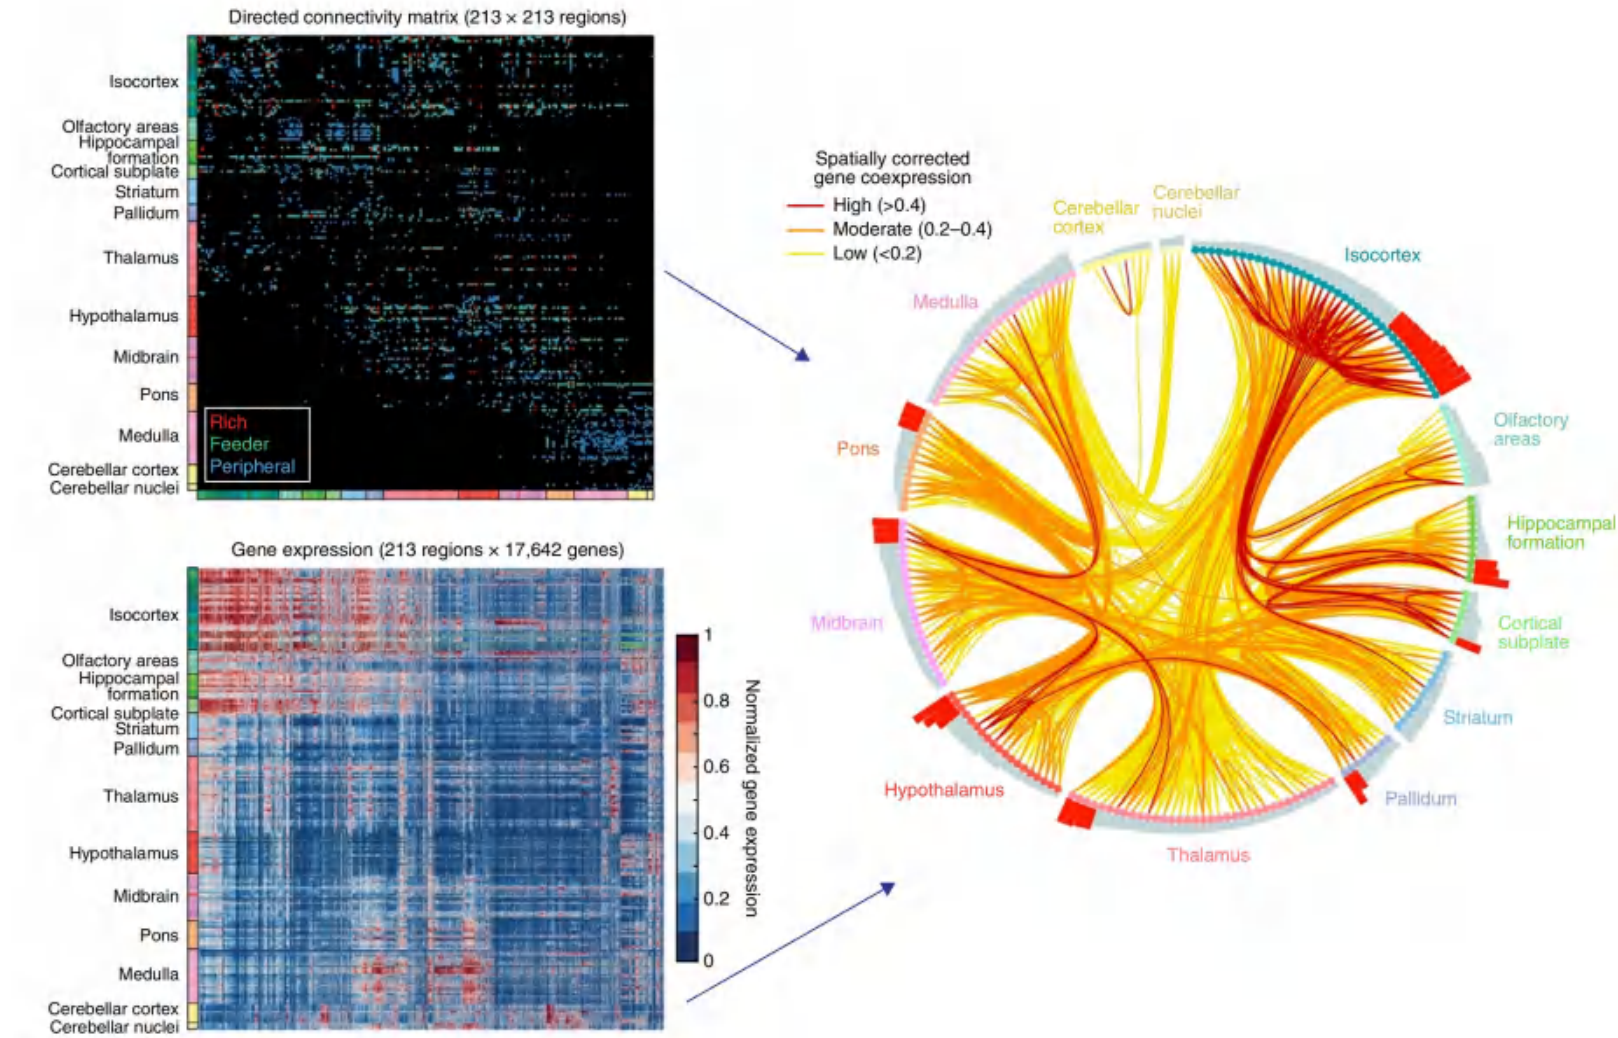 Directed connectivity matrix (213 × 213 regions)
Isocortex
Olfactory areas
Hippocampal
formation
Cortical subplate
Striatum
Pallidum
Thalamus
Hypothalamus
Midbrain
Pons
Medulla
Cerebellar cortex
Cerebellar nuclei
Rich
Feeder
Peripheral
Gene expression (213 regions × 17,642 genes)
Isocortex
Olfactory areas
Hippocampal
formation
Cortical subplate
Striatum
Pallidum
Thalamus
Hypothalamus
Midbrain
Pons
Medulla
Cerebellar cortex
Cerebellar nuclei
1
0.8
0.6
0.4
0.2
0
Normalized gene expression
Spatially corrected
gene coexpression
High (>0.4)
Moderate (0.2–0.4)
Low (<0.2)
Cerebellar
cortex
Cerebellar
nuclei
Isocortex
Olfactory
areas
Hippocampal
formation
Cortical
subplate
Striatum
Pallidum
Thalamus
Hypothalamus
Midbrain
Pons
Medulla